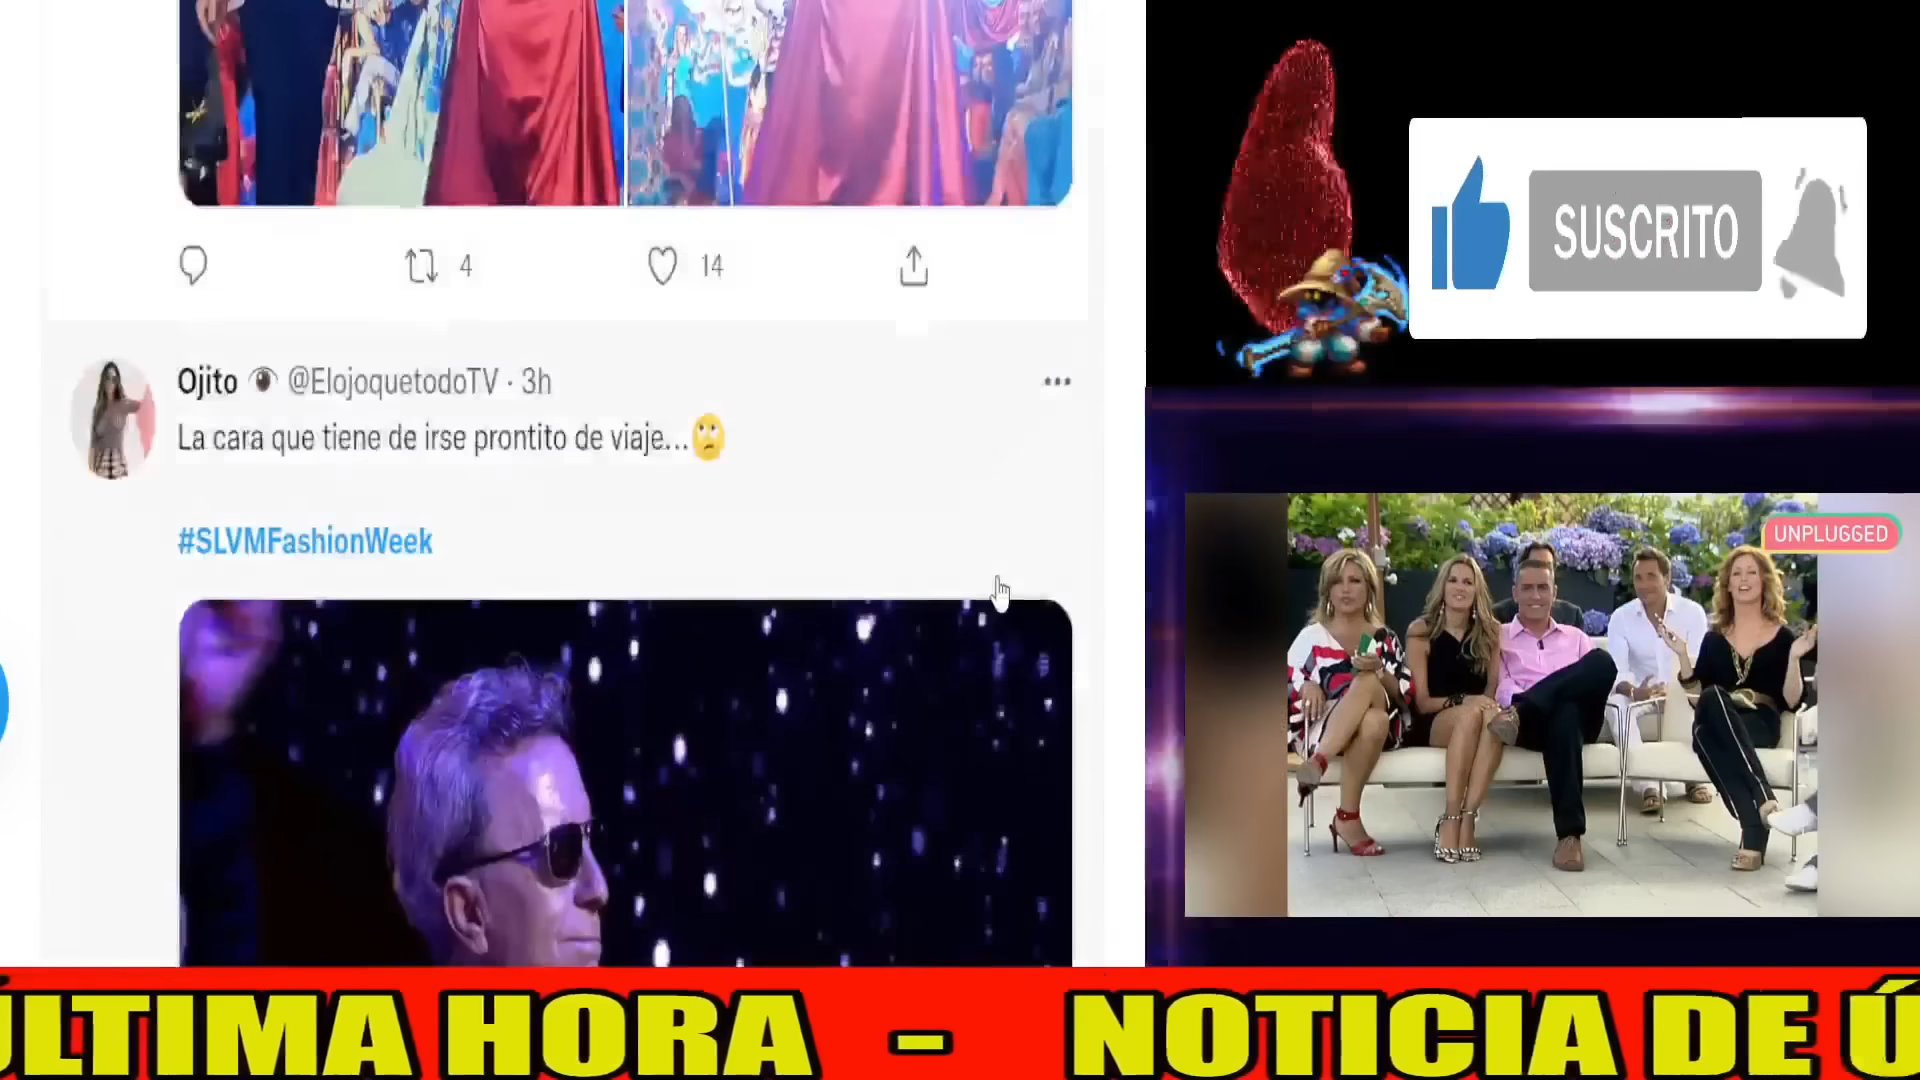 4
14
SUSCRITO
Ojito @ElojoquetodoTV · 3h
La cara que tiene de irse prontito de viaje...
#SLVMFashionWeek
UNPLUGGED
ÚLTIMA HORA - NOTICIA DE Ú